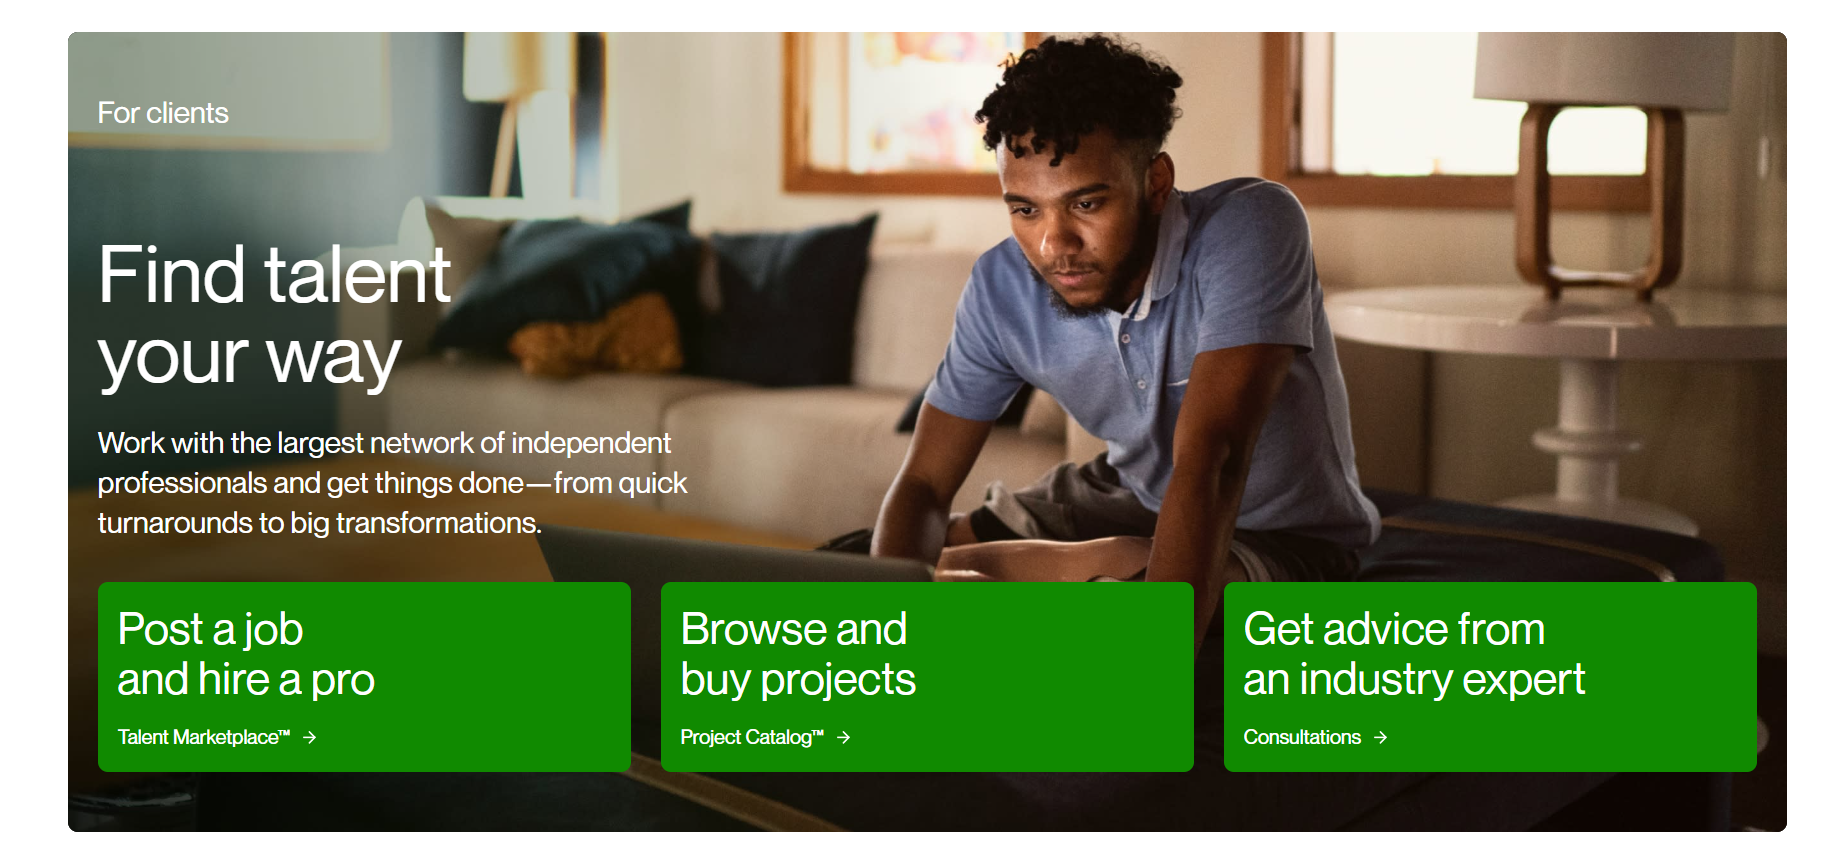 For clients
Find talent
your way
Work with the largest network of independent
professionals and get things done—from quick
turnarounds to big transformations.
Post a job
and hire a pro
Talent Marketplace™ →
Browse and
buy projects
Project Catalog™ →
Get advice from
an industry expert
Consultations →